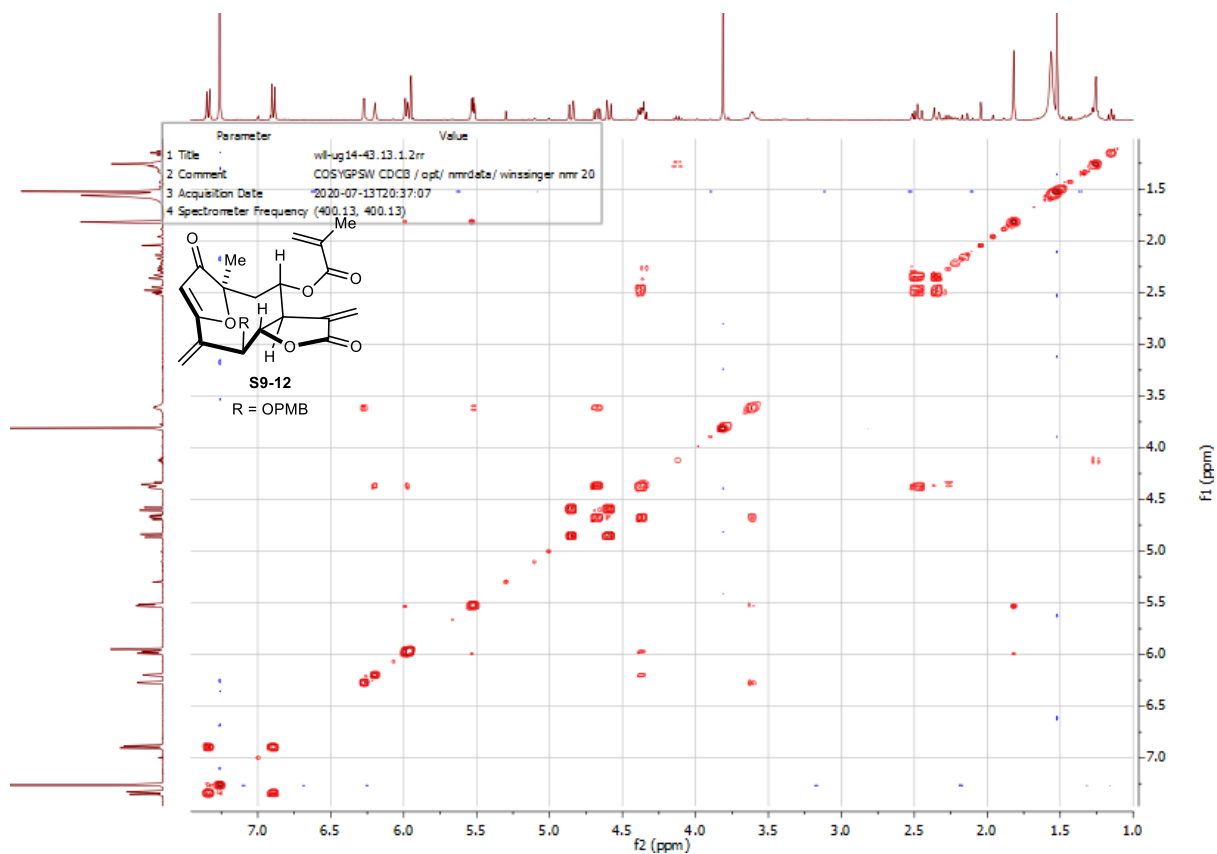 Parameter Value
1 Title wll-ug14-43.13.1.2rr
2 Comment COSYGPSW CDCl3 / opt/ nmrdata/ winssinger nmr 20
3 Acquisition Date 2020-07-13T20:37:07
4 Spectrometer Frequency (400.13, 400.13)
Me
O
Me
H
O
O
H
O
R
O
H
O
S9-12
R = OPMB
1.5
2.0
2.5
3.0
3.5
4.0
4.5
5.0
5.5
6.0
6.5
7.0
f1 (ppm)
7.0 6.5 6.0 5.5 5.0 4.5 4.0 3.5 3.0 2.5 2.0 1.5 1.0
f2 (ppm)